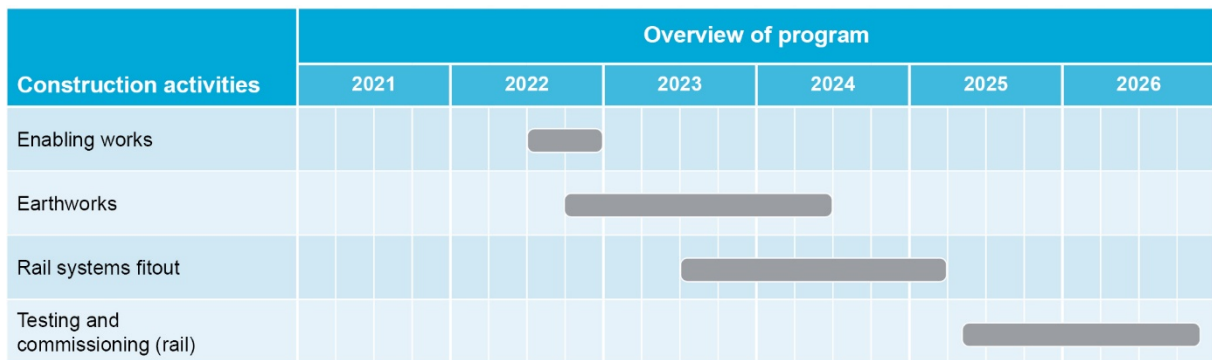 Overview of program
Construction activities
2021 2022 2023 2024 2025 2026
Enabling works
Earthworks
Rail systems fitout
Testing and
commissioning (rail)